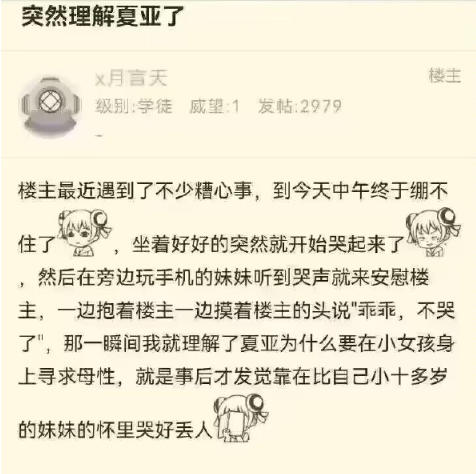 突然理解夏亚了
x月言天
楼主
级别:学徒 威望:1 发帖:2979
楼主最近遇到了不少糟心事，到今天中午终于绷不
住了，坐着好好的突然就开始哭起来了
，然后在旁边玩手机的妹妹听到哭声就来安慰楼
主，一边抱着楼主一边摸着楼主的头说"乖乖，不哭
了"，那一瞬间我就理解了夏亚为什么要在小女孩身
上寻求母性，就是事后才发觉靠在比自己小十多岁
的妹妹的怀里哭好丢人